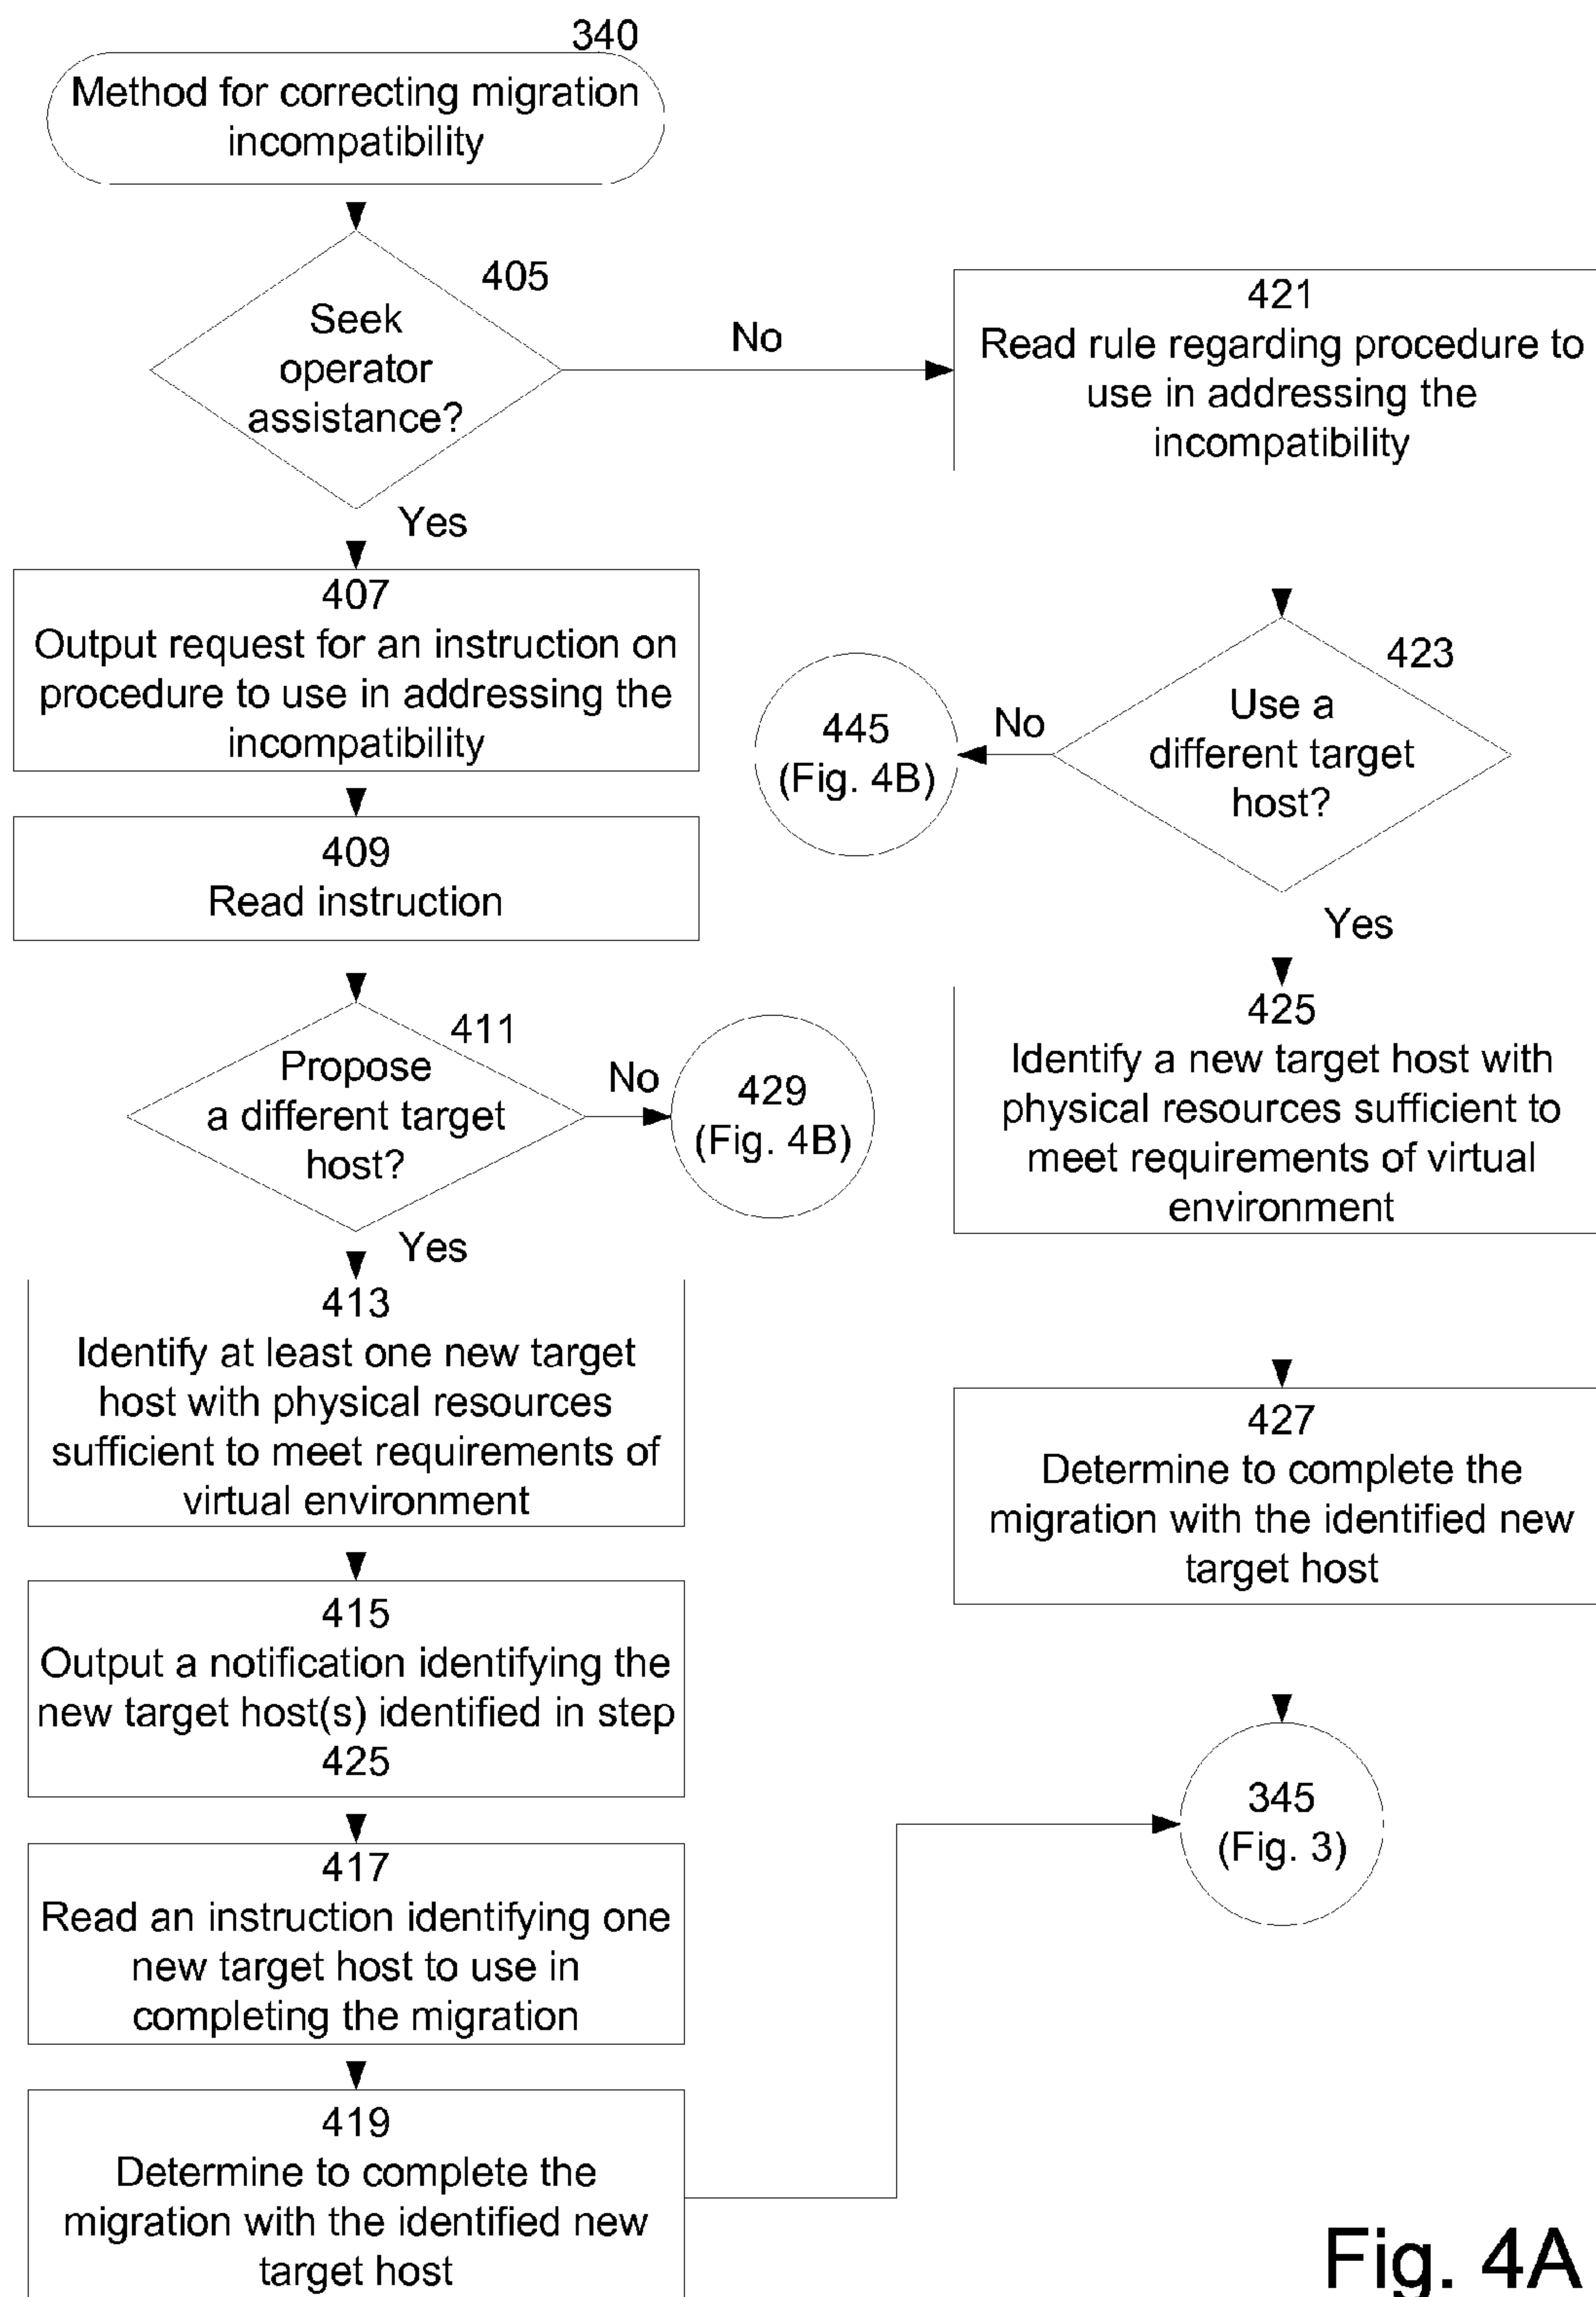 340
Method for correcting migration
incompatibility
405
Seek
operator
assistance?
No
Yes
421
Read rule regarding procedure to
use in addressing the
incompatibility
407
Output request for an instruction on
procedure to use in addressing the
incompatibility
409
Read instruction
423
Use a
different target
host?
No
445
(Fig. 4B)
Yes
411
Propose
a different target
host?
No
429
(Fig. 4B)
Yes
425
Identify a new target host with
physical resources sufficient to
meet requirements of virtual
environment
413
Identify at least one new target
host with physical resources
sufficient to meet requirements of
virtual environment
427
Determine to complete the
migration with the identified new
target host
415
Output a notification identifying the
new target host(s) identified in step
425
417
Read an instruction identifying one
new target host to use in
completing the migration
345
(Fig. 3)
419
Determine to complete the
migration with the identified new
target host
Fig. 4A